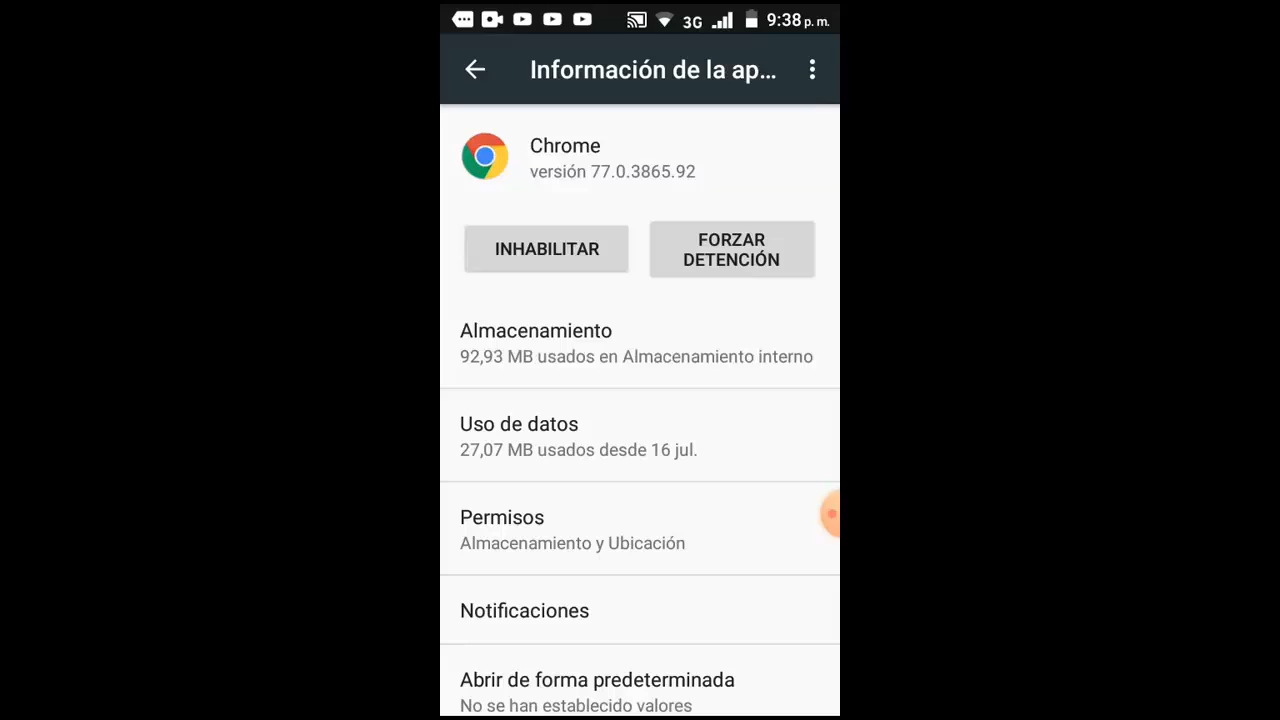 3G 9:38 p. m.
Información de la ap...
Chrome
versión 77.0.3865.92
INHABILITAR
FORZAR
DETENCIÓN
Almacenamiento
92,93 MB usados en Almacenamiento interno
Uso de datos
27,07 MB usados desde 16 jul.
Permisos
Almacenamiento y Ubicación
Notificaciones
Abrir de forma predeterminada
No se han establecido valores